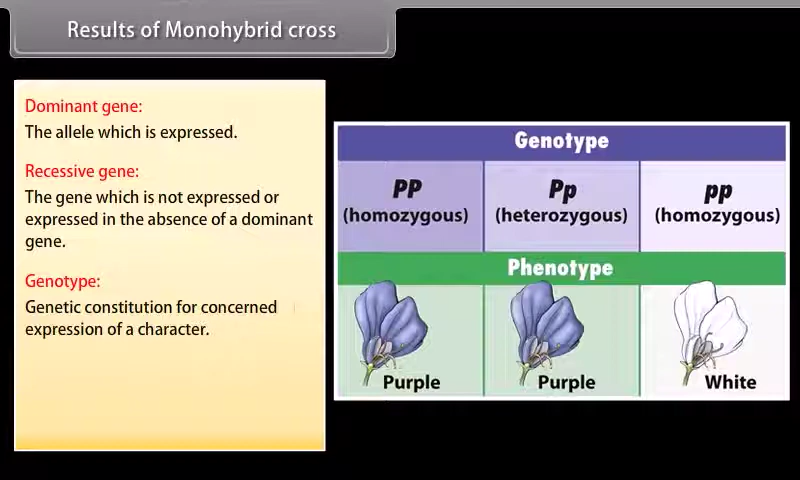 Results of Monohybrid cross
Dominant gene:
The allele which is expressed.
Recessive gene:
The gene which is not expressed or
expressed in the absence of a dominant
gene.
Genotype:
Genetic constitution for concerned
expression of a character.
Genotype
PP Pp pp
(homozygous) (heterozygous) (homozygous)
Phenotype
Purple Purple White